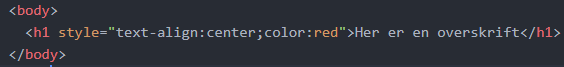 <body>
<h1 style="text-align:center;color:red">Her er en overskrift</h1>
</body>